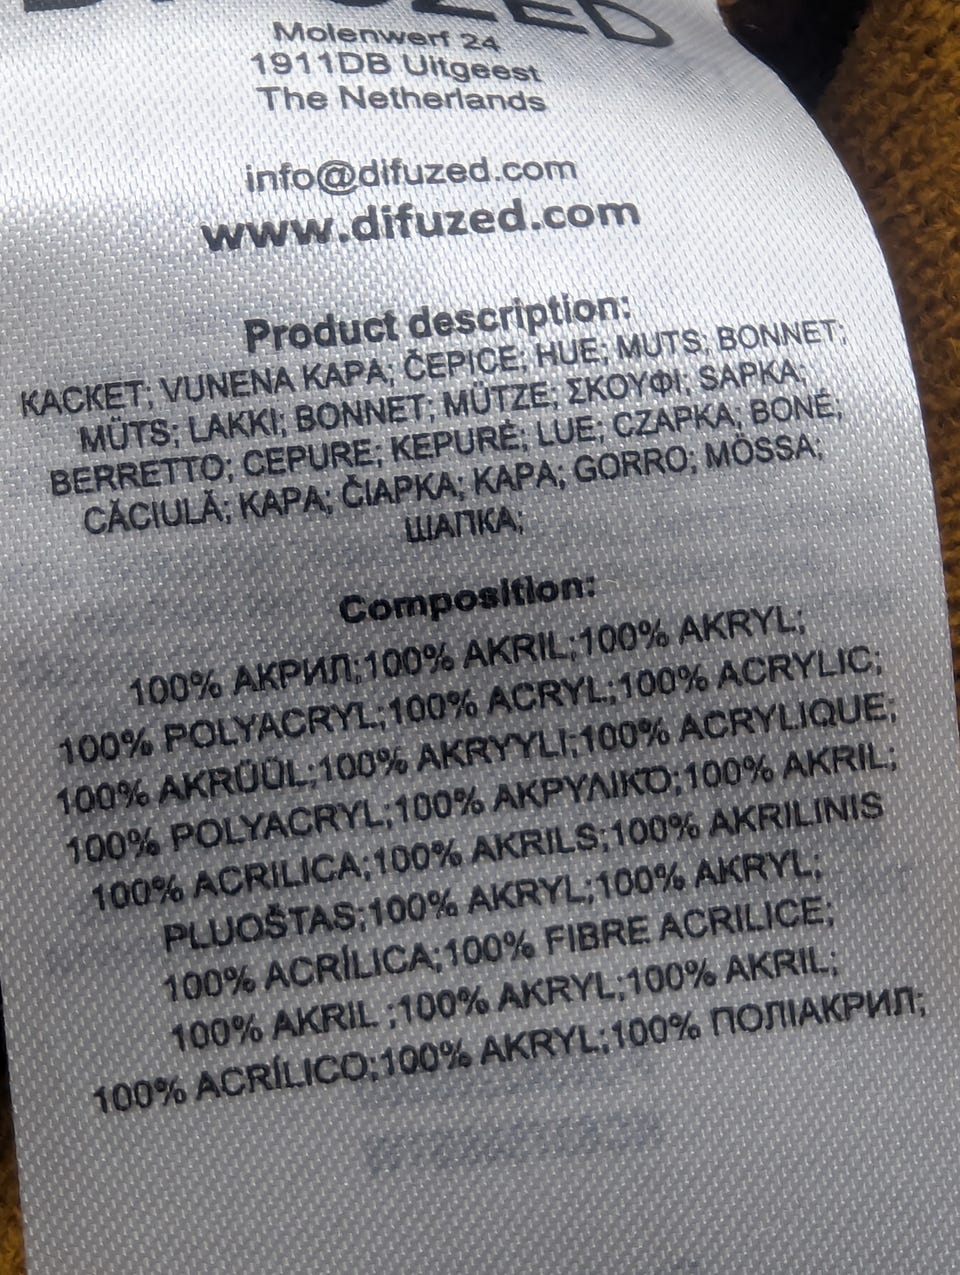 DIFUZED
Molenwerf 24
1911DB Uitgeest
The Netherlands
info@difuzed.com
www.difuzed.com
Product description:
KACKET; VUNENA KAPA; ČEPICE; HUE; MUTS; BONNET;
MÜTS; LAKKI; BONNET; MÜTZE; ΣΚΟΥΦΙ; SAPKA;
BERRETTO; CEPURE; KEPURĖ; LUE; CZAPKA; BONÉ;
CĂCIULĂ; KAPA; ČIAPKA; KAPA; GORRO; MÖSSA;
ШАПКА;
Composition:
100% АКРИЛ;100% AKRIL;100% AKRYL;
100% POLYACRYL;100% ACRYL;100% ACRYLIC;
100% AKRÜÜL;100% AKRYYLI;100% ACRYLIQUE;
100% POLYACRYL;100% ΑΚΡΥΛΙΚΌ;100% AKRIL;
100% ACRILICA;100% AKRILS;100% AKRILINIS
PLUOŠTAS;100% AKRYL;100% AKRYL;
100% ACRÍLICA;100% FIBRE ACRILICE;
100% AKRIL ;100% AKRYL;100% AKRIL;
100% ACRÍLICO;100% AKRYL;100% ПОЛІАКРИЛ;